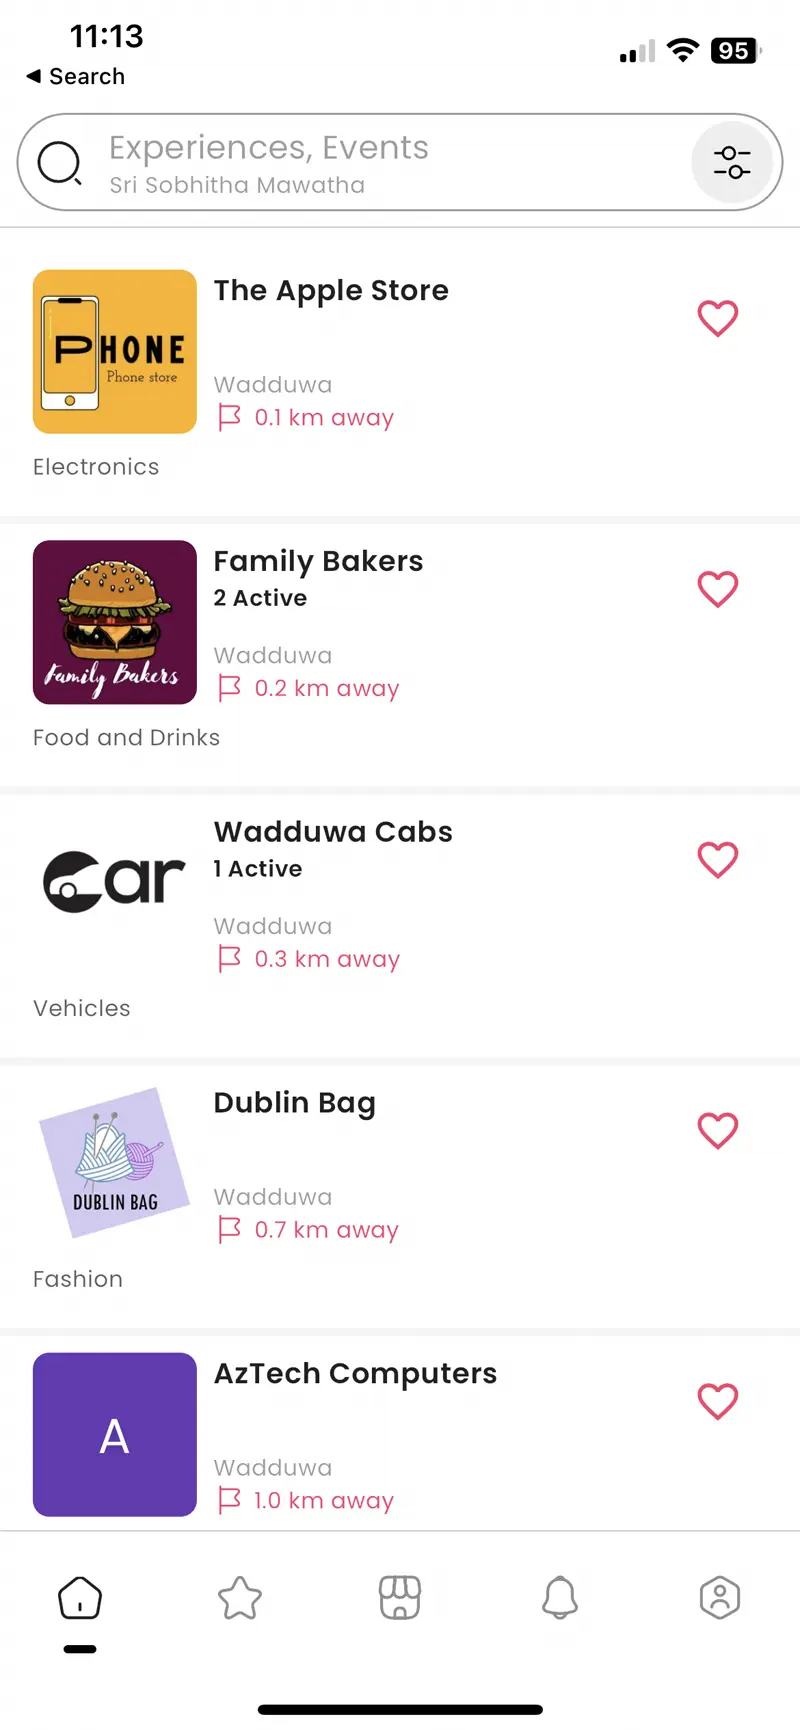 11:13
95
Search
Experiences, Events
Sri Sobhitha Mawatha
PHONE
Phone store
The Apple Store
Wadduwa
0.1 km away
Electronics
Family Bakers
Family Bakers
2 Active
Wadduwa
0.2 km away
Food and Drinks
Car
Wadduwa Cabs
1 Active
Wadduwa
0.3 km away
Vehicles
DUBLIN BAG
Dublin Bag
Wadduwa
0.7 km away
Fashion
A
AzTech Computers
Wadduwa
1.0 km away